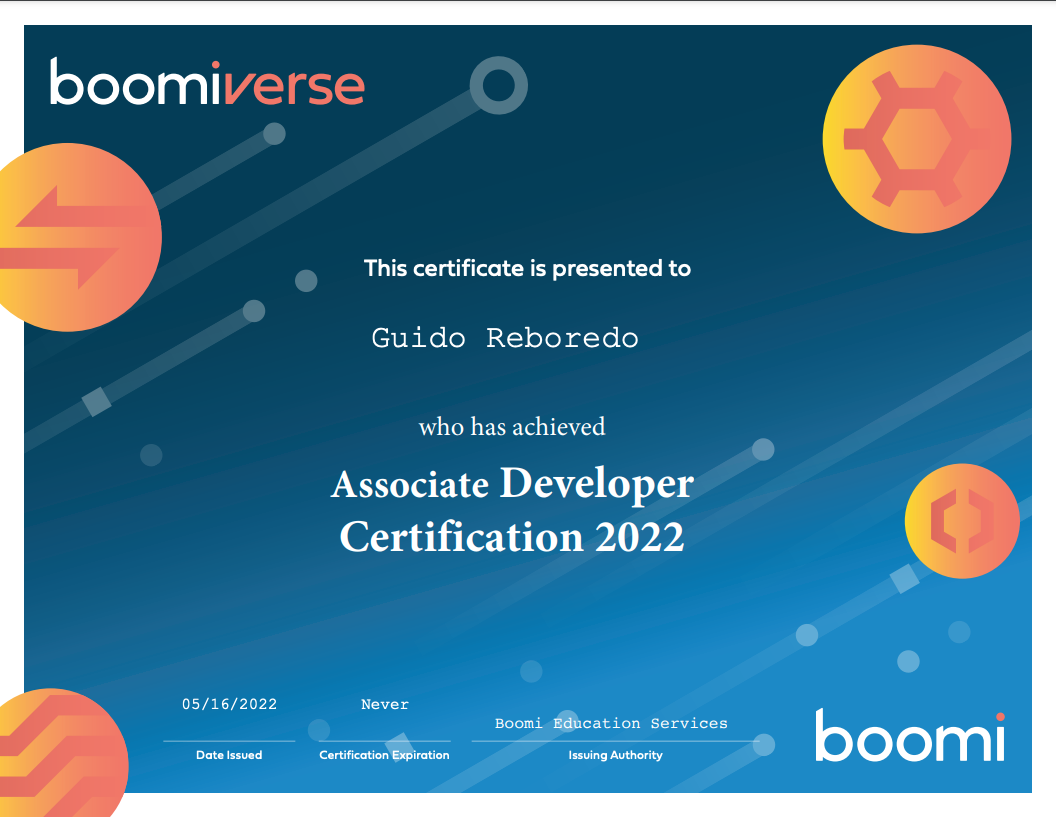 boomiverse
This certificate is presented to
Guido Reboredo
who has achieved
Associate Developer
Certification 2022
05/16/2022
Never
Boomi Education Services
Date Issued
Certification Expiration
Issuing Authority
boomi